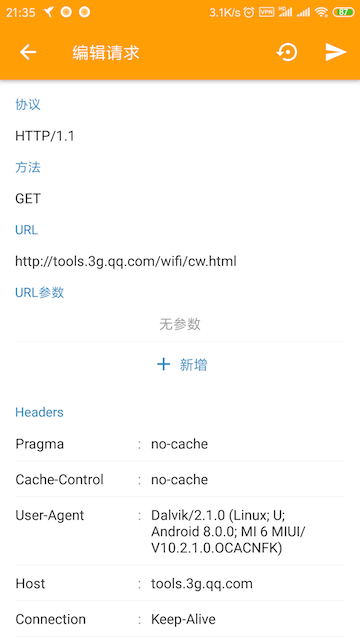 21:35 3.1K/s VPN 87
编辑请求
协议
HTTP/1.1
方法
GET
URL
http://tools.3g.qq.com/wifi/cw.html
URL参数
无参数
+ 新增
Headers
Pragma : no-cache
Cache-Control : no-cache
User-Agent : Dalvik/2.1.0 (Linux; U;
Android 8.0.0; MI 6 MIUI/
V10.2.1.0.OCACNFK)
Host : tools.3g.qq.com
Connection : Keep-Alive